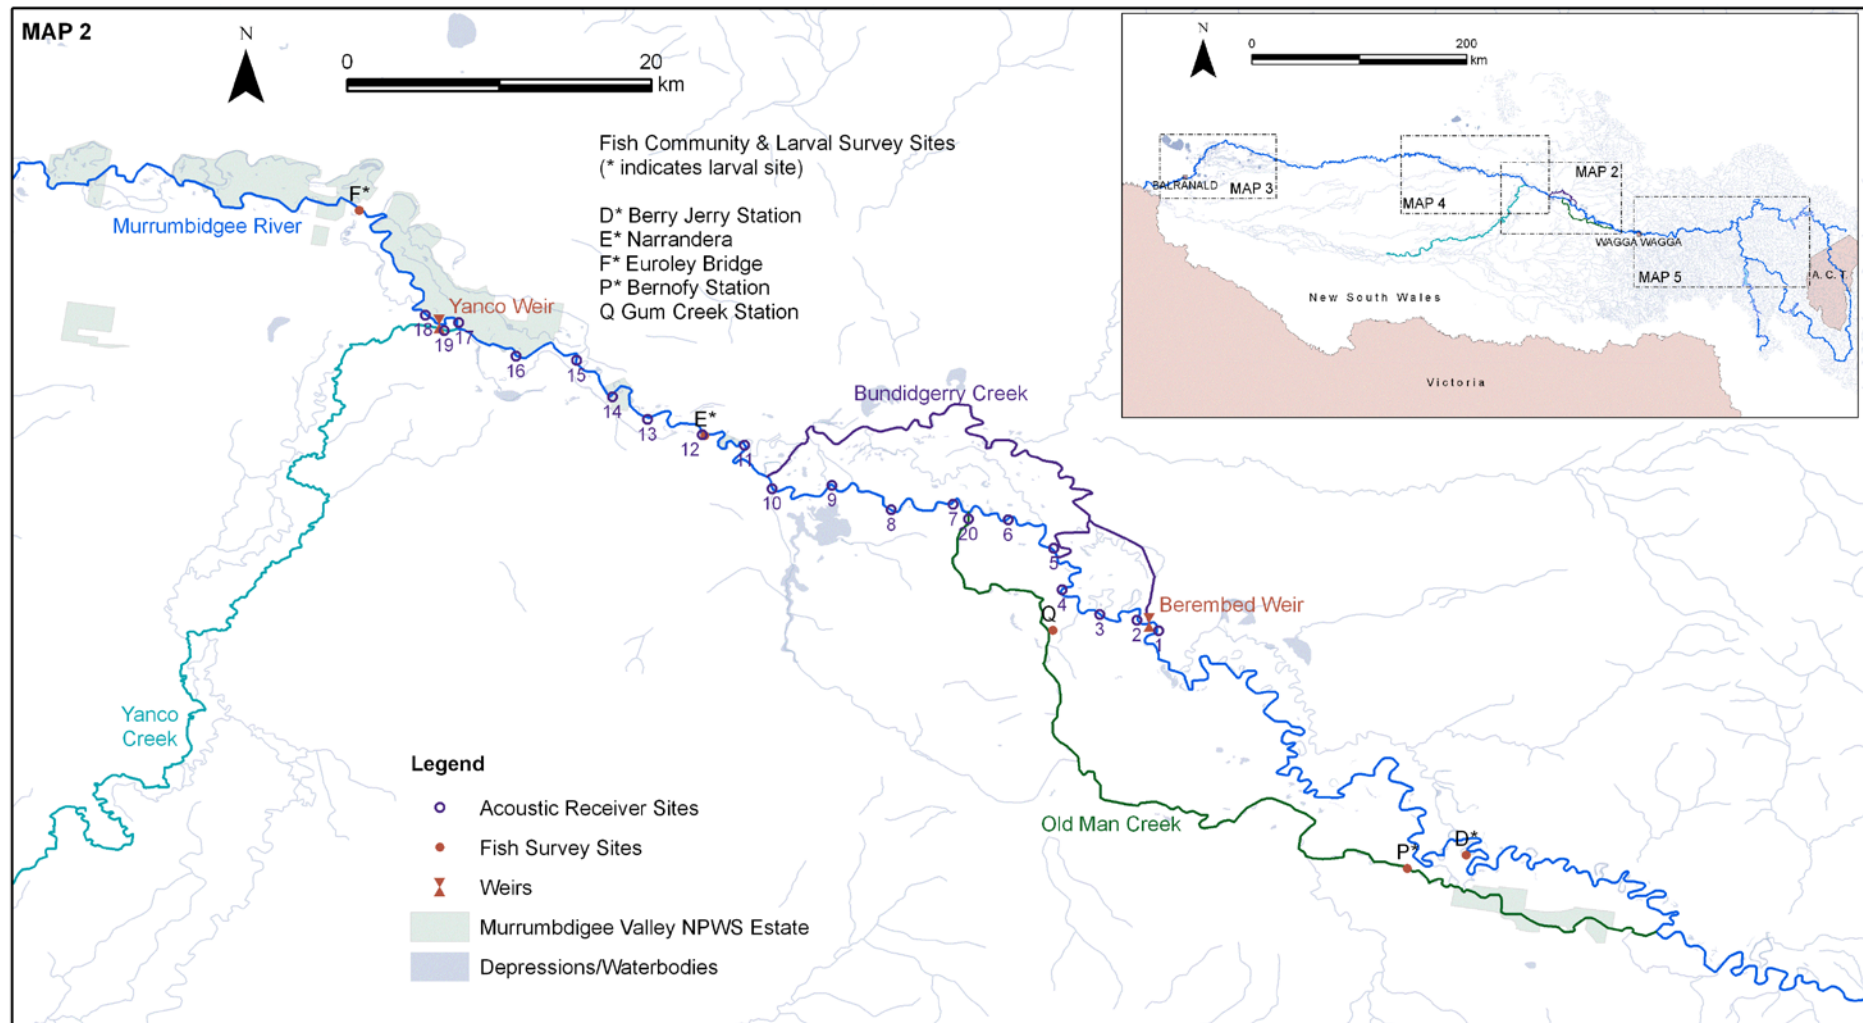 MAP 2
N
0 20
km
Fish Community & Larval Survey Sites
(* indicates larval site)
D* Berry Jerry Station
E* Narrandera
F* Euroley Bridge
P* Bernofy Station
Q Gum Creek Station
N
0 200
km
BALRANALD
MAP 3
MAP 4
MAP 2
WAGGA WAGGA
MAP 5
A. C. T.
New South Wales
Victoria
F*
Murrumbidgee River
Yanco Weir
18
19
17
16
15
14
13
E*
12
11
10
9
8
7
20
6
5
4
3
2
1
Bundidgerry Creek
Berembed Weir
Q
Yanco
Creek
Old Man Creek
P*
D*
Legend
Acoustic Receiver Sites
Fish Survey Sites
Weirs
Murrumbdigee Valley NPWS Estate
Depressions/Waterbodies